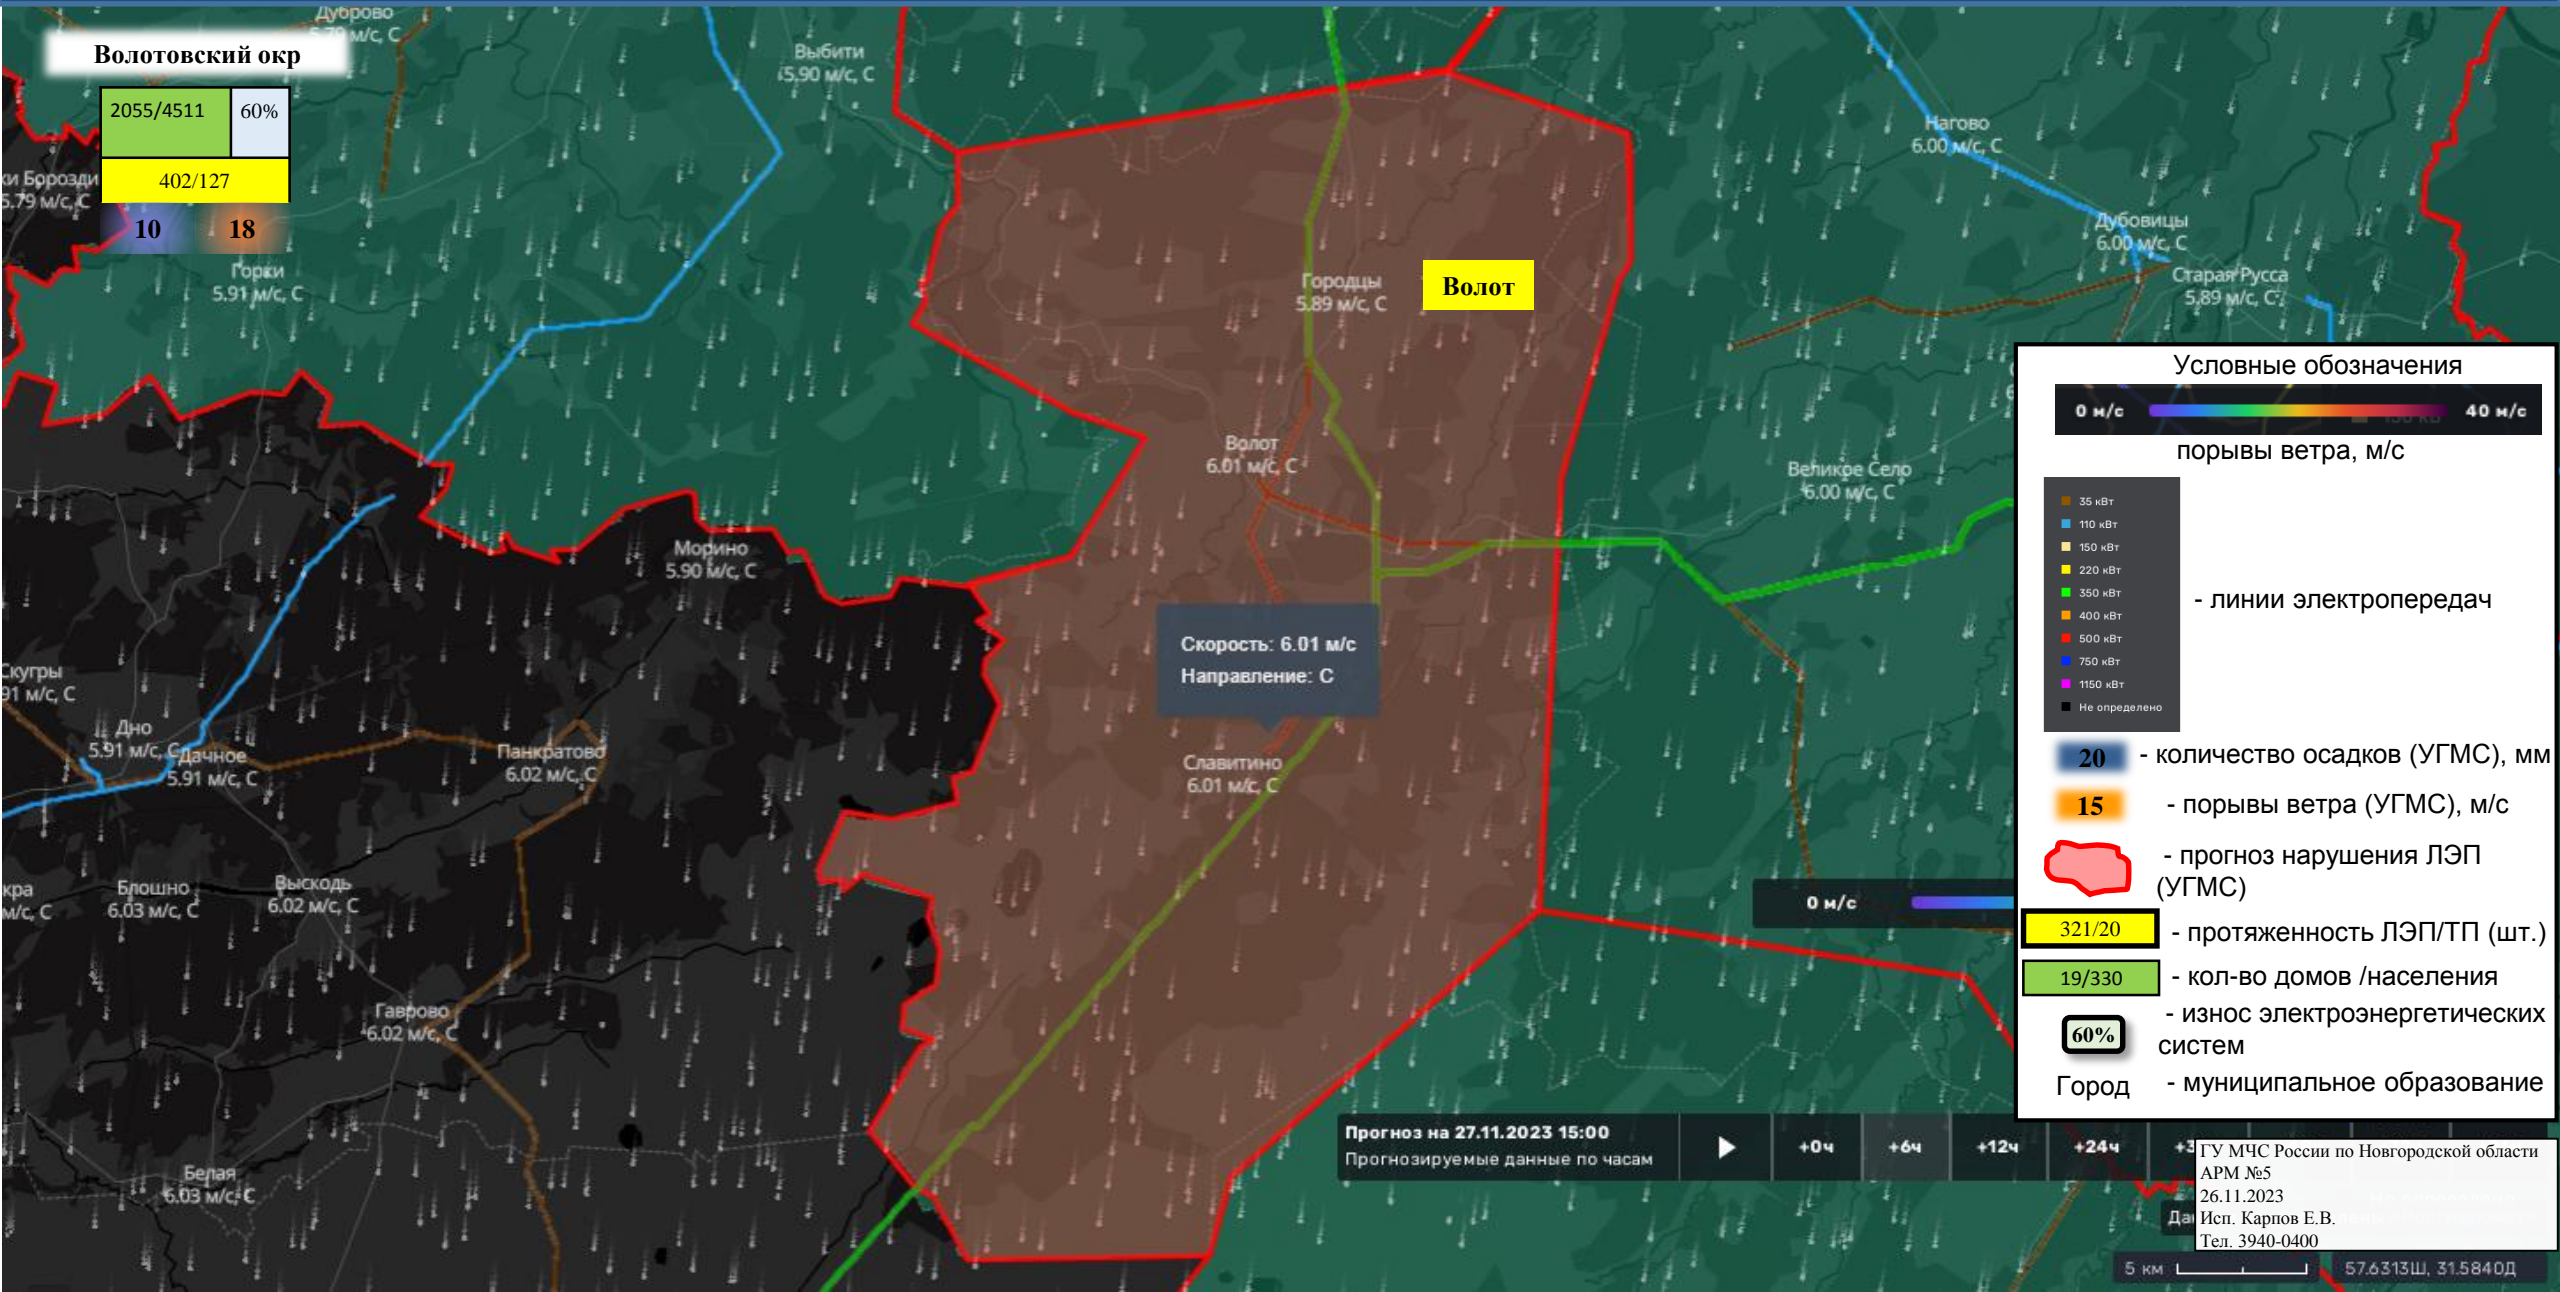 Дуброво
5.79 м/с, С
Волотовский окр
2055/4511
60%
402/127
10
18
Выбити
5.90 м/с, С
5.79 м/с, С
Горки
5.91 м/с, С
Нагово
6.00 м/с, С
Дубовицы
6.00 м/с, С
Старая Русса
5.89 м/с, С
Городцы
5.89 м/с, С
Волот
Волот
6.01 м/с, С
Великое Село
6.00 м/с, С
Морино
5.90 м/с, С
Скорость: 6.01 м/с
Направление: С
Скугры
91 м/с, С
Дно
5.91 м/с, С
Дачное
5.91 м/с, С
Панкратово
6.02 м/с, С
Славитино
6.01 м/с, С
кра
м/с, С
Блошно
6.03 м/с, С
Выскодь
6.02 м/с, С
Гаврово
6.02 м/с, С
Белая
6.03 м/с, С
0 м/с
Условные обозначения
0 м/с
40 м/с
порывы ветра, м/с
35 кВт
110 кВт
150 кВт
220 кВт
350 кВт
400 кВт
500 кВт
750 кВт
1150 кВт
Не определено
- линии электропередач
20 - количество осадков (УГМС), мм
15 - порывы ветра (УГМС), м/с
- прогноз нарушения ЛЭП
(УГМС)
321/20 - протяженность ЛЭП/ТП (шт.)
19/330 - кол-во домов /населения
60% - износ электроэнергетических
систем
Город - муниципальное образование
Прогноз на 27.11.2023 15:00
Прогнозируемые данные по часам
+0ч
+6ч
+12ч
+24ч
+3
ГУ МЧС России по Новгородской области
АРМ №5
26.11.2023
Исп. Карпов Е.В.
Тел. 3940-0400
5 км
57.6313Ш, 31.5840Д